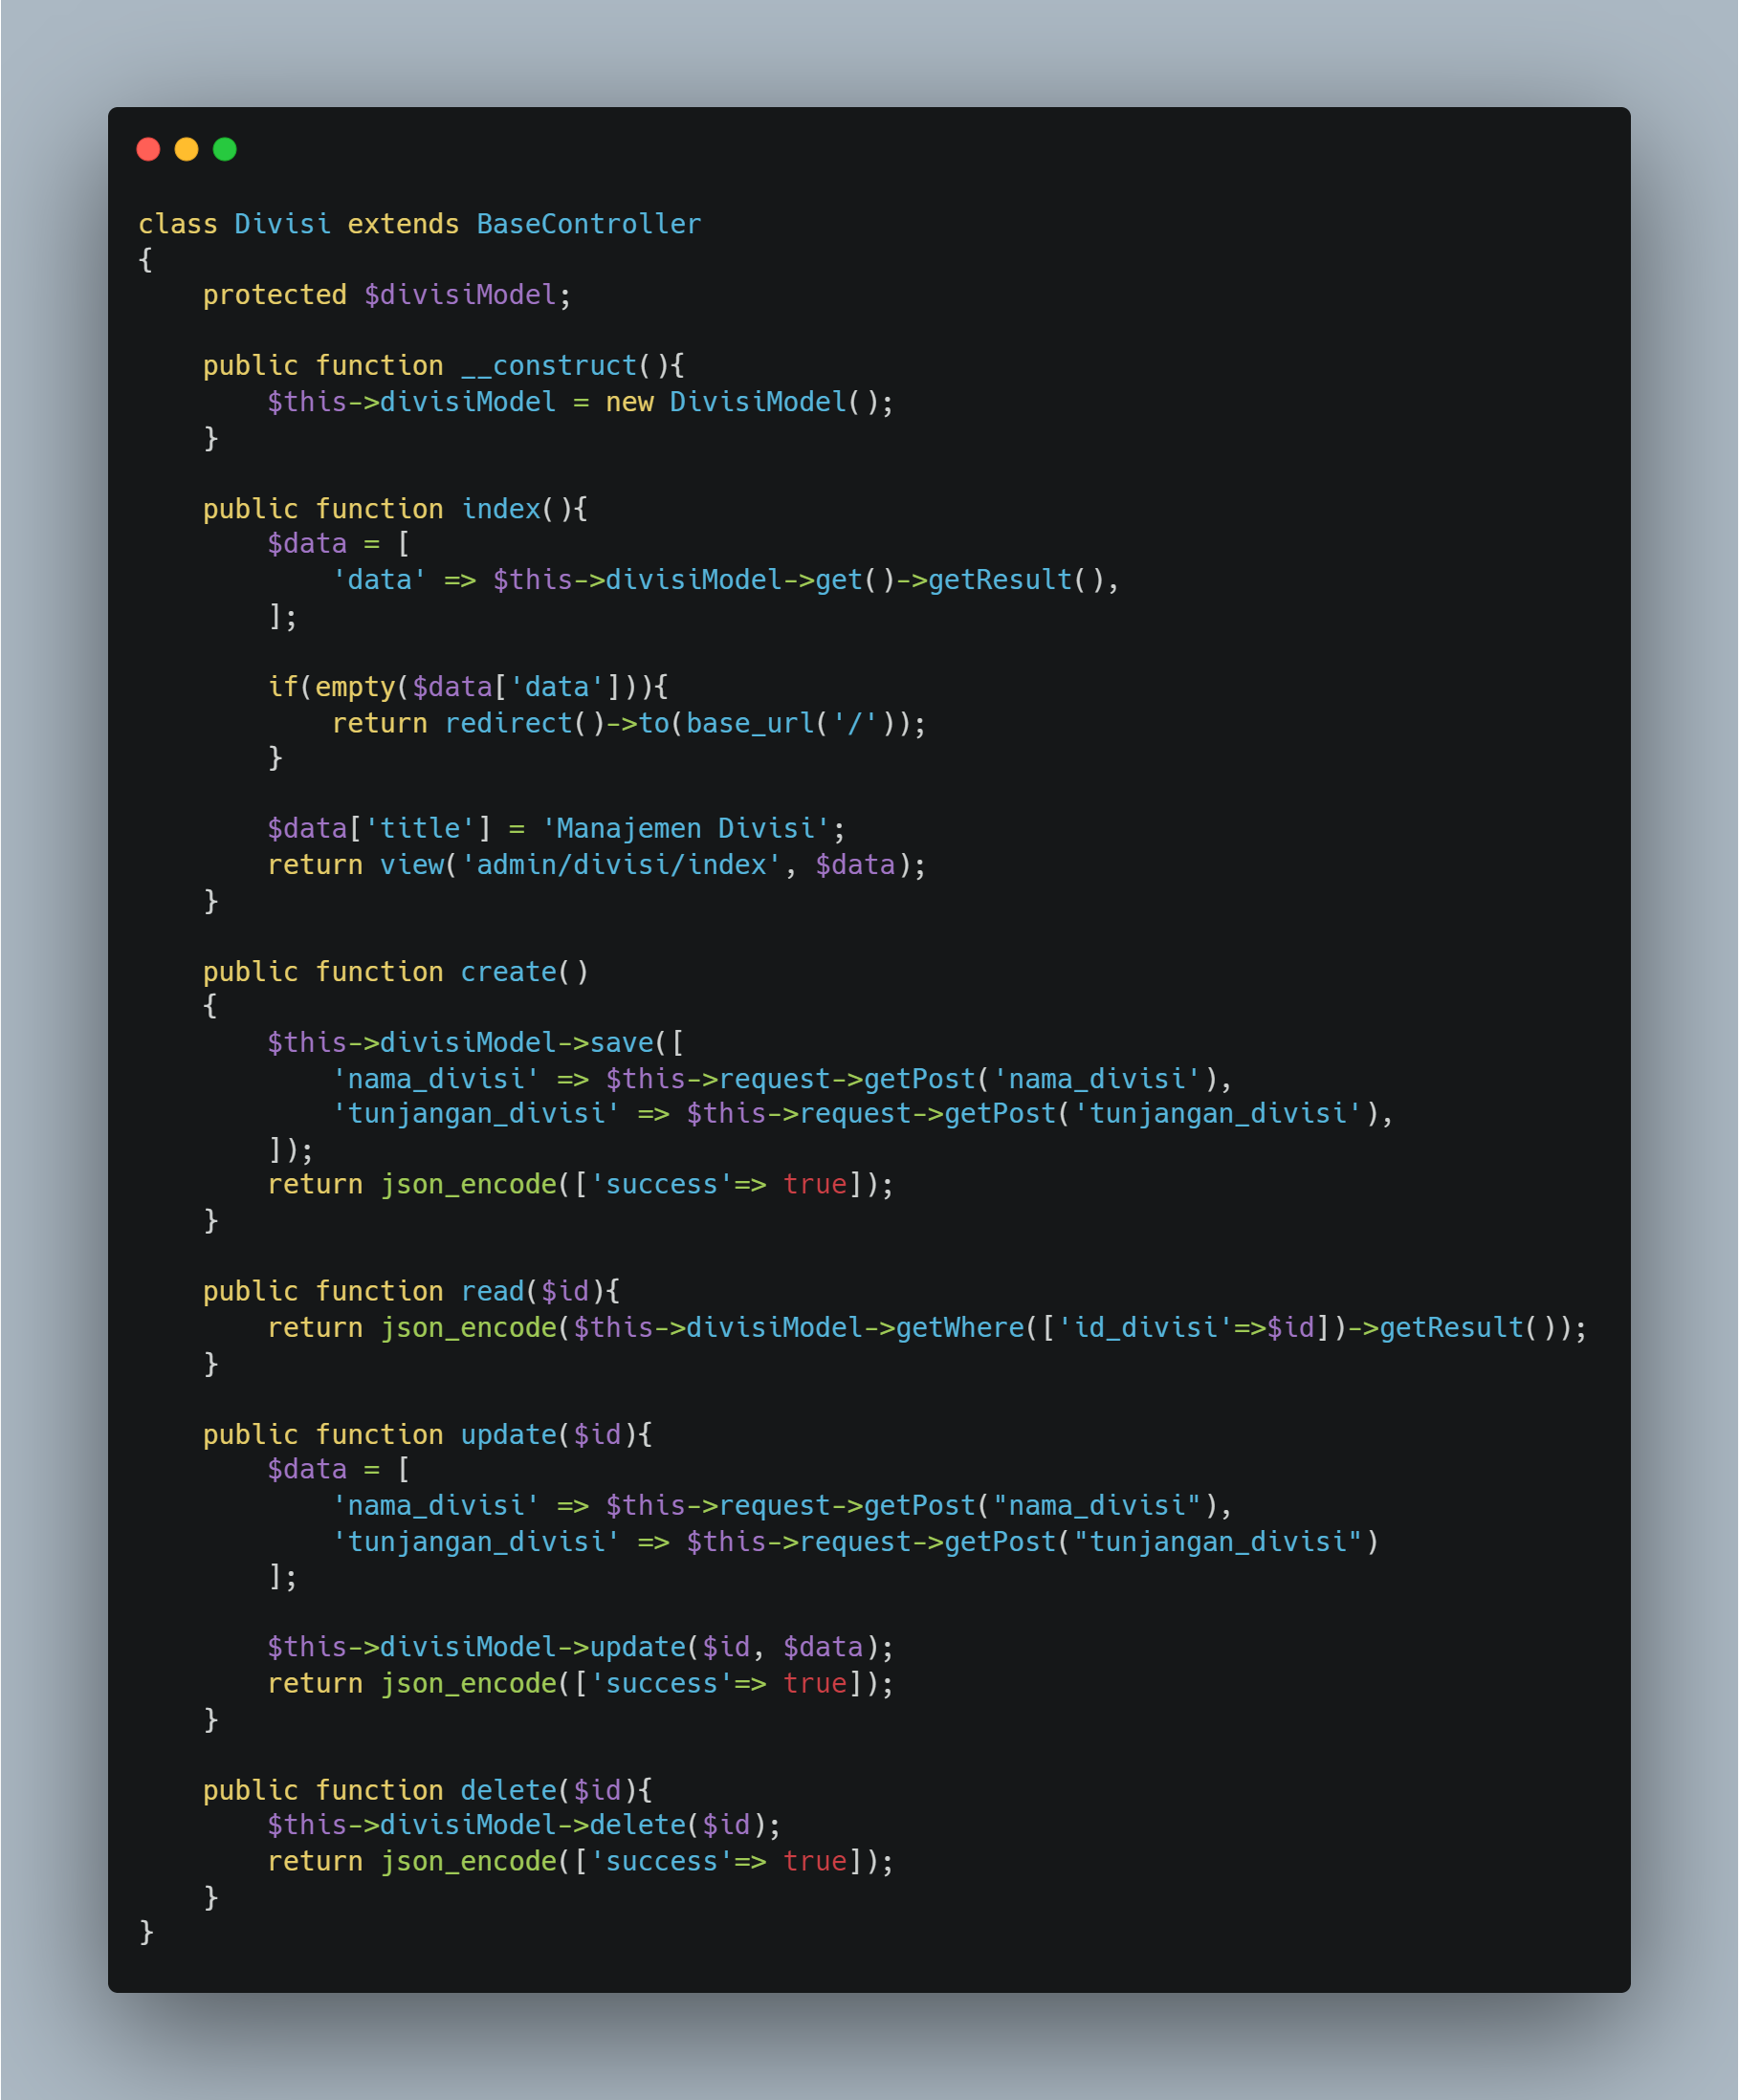 class Divisi extends BaseController
{
    protected $divisiModel;

    public function __construct(){
        $this->divisiModel = new DivisiModel();
    }

    public function index(){
        $data = [
            'data' => $this->divisiModel->get()->getResult(),
        ];

        if(empty($data['data'])){
            return redirect()->to(base_url('/'));
        }

        $data['title'] = 'Manajemen Divisi';
        return view('admin/divisi/index', $data);
    }

    public function create()
    {
        $this->divisiModel->save([
            'nama_divisi' => $this->request->getPost('nama_divisi'),
            'tunjangan_divisi' => $this->request->getPost('tunjangan_divisi'),
        ]);
        return json_encode(['success'=> true]);
    }

    public function read($id){
        return json_encode($this->divisiModel->getWhere(['id_divisi'=>$id])->getResult());
    }

    public function update($id){
        $data = [
            'nama_divisi' => $this->request->getPost("nama_divisi"),
            'tunjangan_divisi' => $this->request->getPost("tunjangan_divisi")
        ];

        $this->divisiModel->update($id, $data);
        return json_encode(['success'=> true]);
    }

    public function delete($id){
        $this->divisiModel->delete($id);
        return json_encode(['success'=> true]);
    }
}